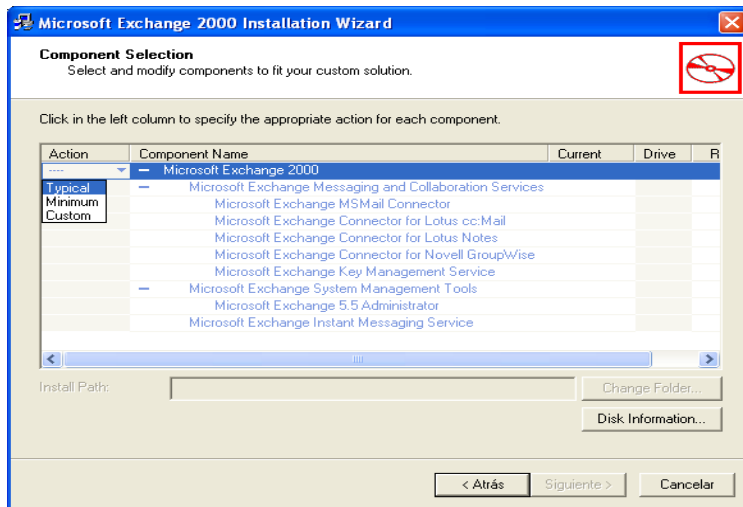 Microsoft Exchange 2000 Installation Wizard
Component Selection
Select and modify components to fit your custom solution.
Click in the left column to specify the appropriate action for each component.
Action Component Name Current Drive R
---- Microsoft Exchange 2000
Typical Microsoft Exchange Messaging and Collaboration Services
Minimum Microsoft Exchange MSMail Connector
Custom Microsoft Exchange Connector for Lotus cc:Mail
Microsoft Exchange Connector for Lotus Notes
Microsoft Exchange Connector for Novell GroupWise
Microsoft Exchange Key Management Service
Microsoft Exchange System Management Tools
Microsoft Exchange 5.5 Administrator
Microsoft Exchange Instant Messaging Service
Install Path: Change Folder...
Disk Information...
< Atrás Siguiente > Cancelar